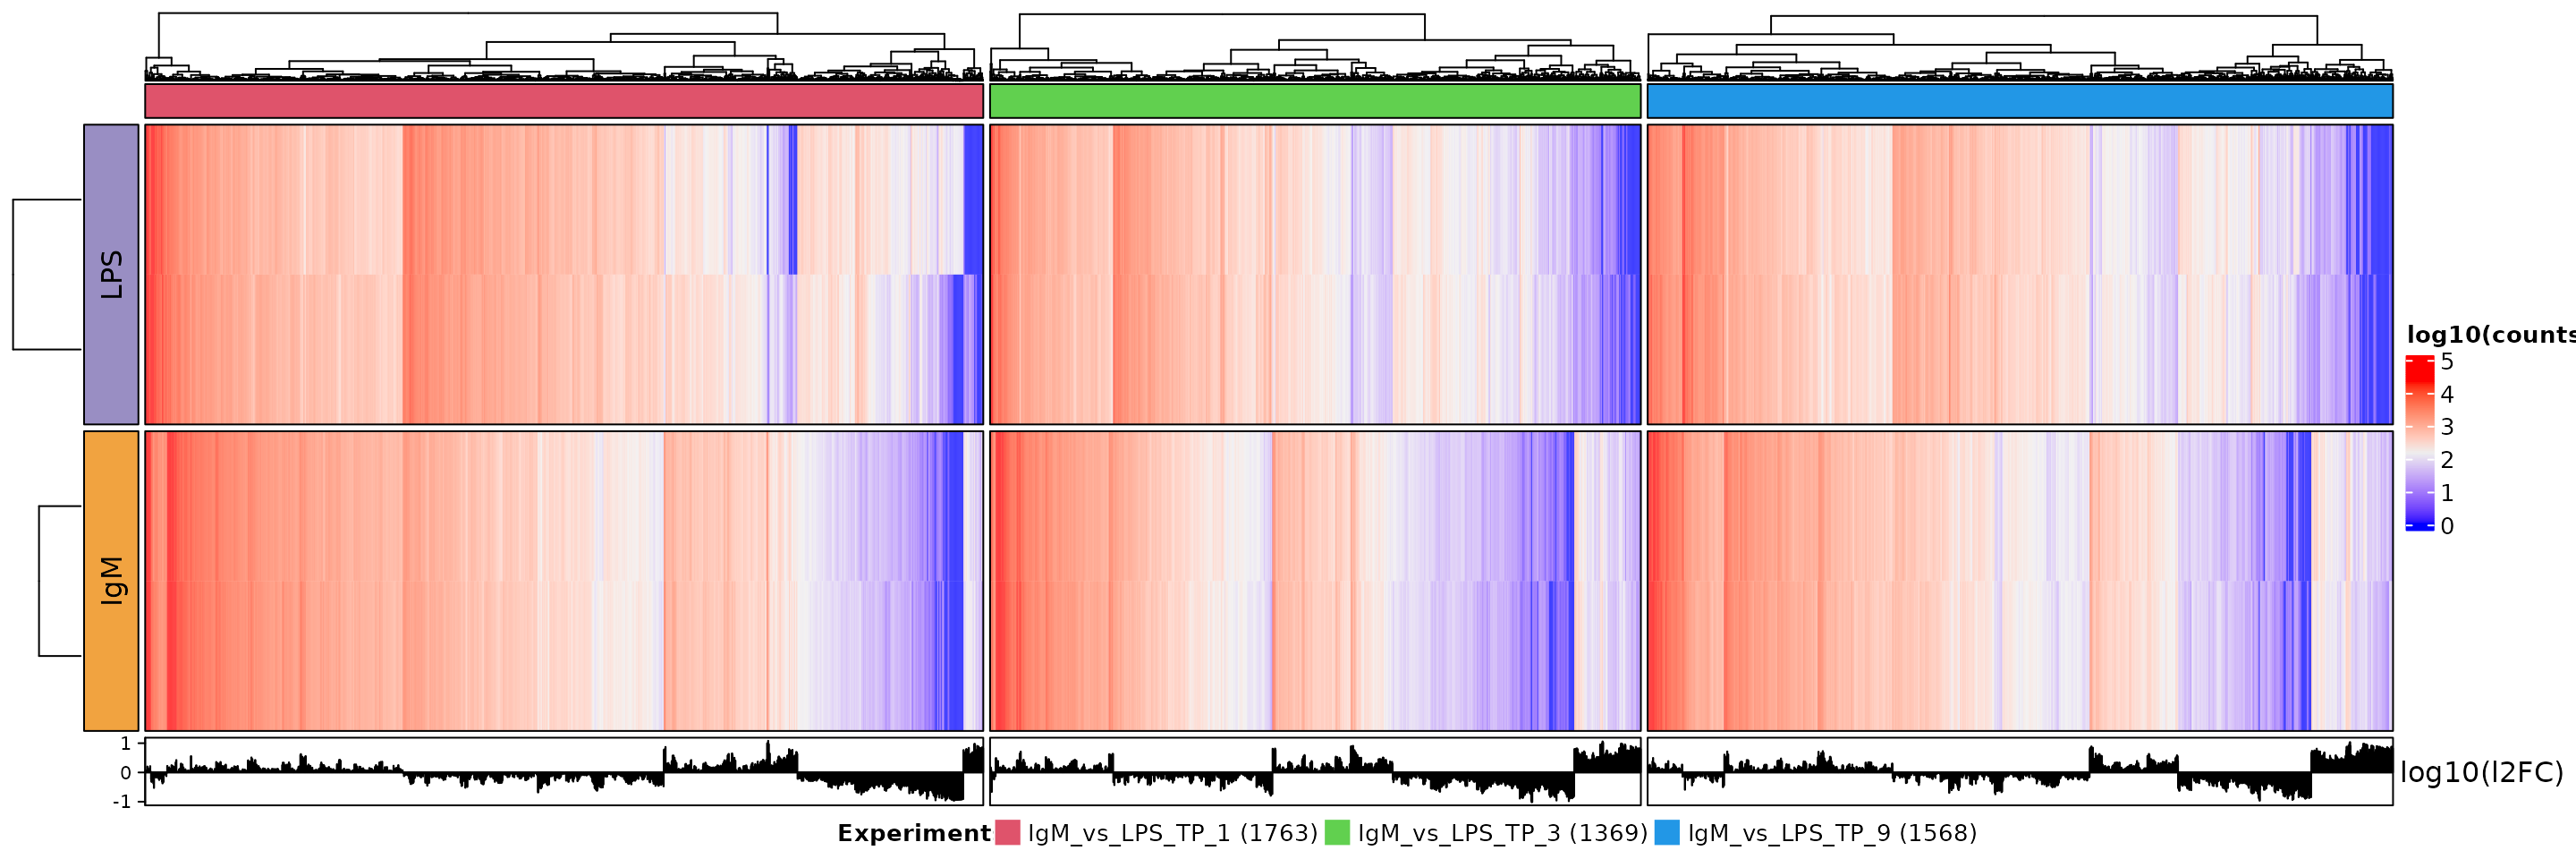 LPS
IgM
log10(counts
5
4
3
2
1
0
1
0
-1
log10(l2FC)
Experiment IgM_vs_LPS_TP_1 (1763) IgM_vs_LPS_TP_3 (1369) IgM_vs_LPS_TP_9 (1568)